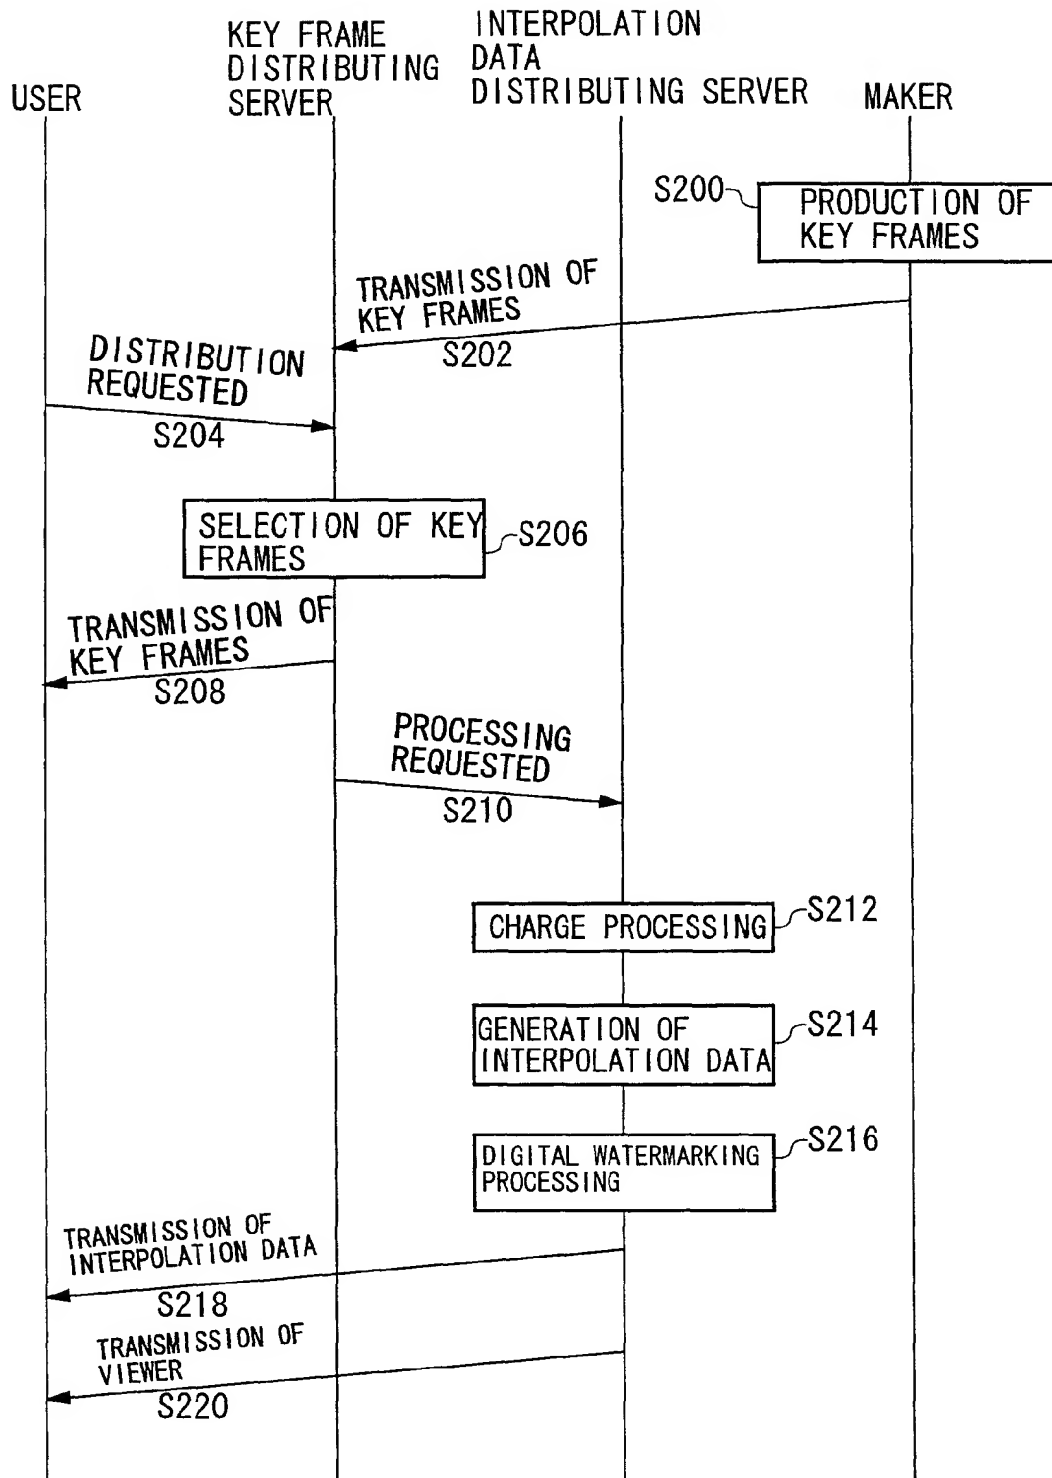 USER
KEY FRAME
DISTRIBUTING
SERVER
INTERPOLATION
DATA
DISTRIBUTING SERVER
MAKER
S200
PRODUCTION OF
KEY FRAMES
TRANSMISSION OF
KEY FRAMES
S202
DISTRIBUTION
REQUESTED
S204
SELECTION OF KEY
FRAMES
S206
TRANSMISSION OF
KEY FRAMES
S208
PROCESSING
REQUESTED
S210
CHARGE PROCESSING
S212
GENERATION OF
INTERPOLATION DATA
S214
DIGITAL WATERMARKING
PROCESSING
S216
TRANSMISSION OF
INTERPOLATION DATA
S218
TRANSMISSION OF
VIEWER
S220